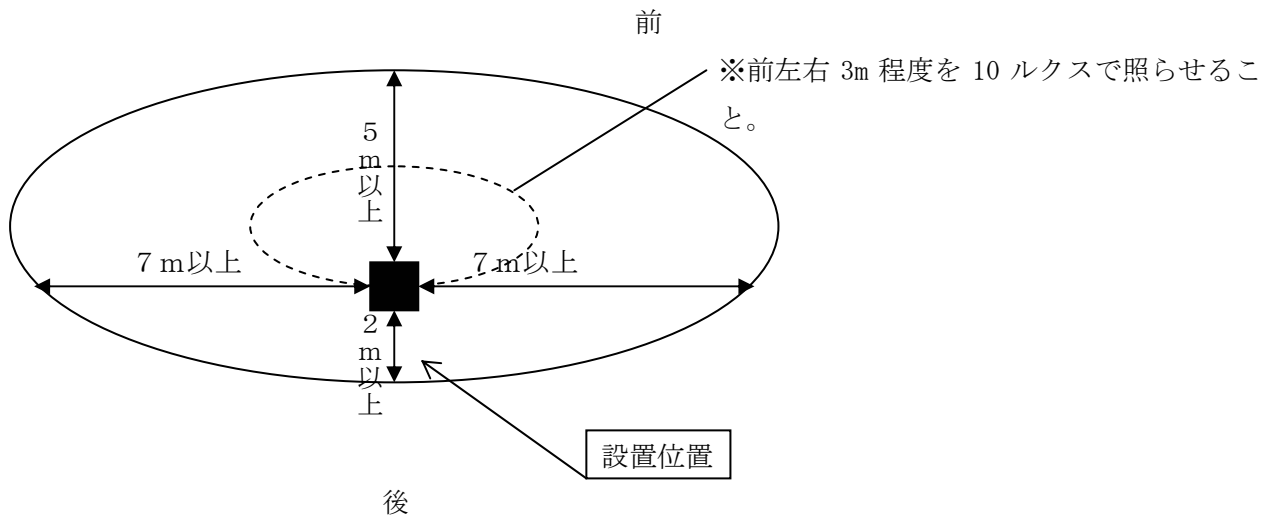 前
※前左右 3m 程度を 10 ルクスで照らせるこ
と。
5m以上
7m以上
7m以上
2m以上
設置位置
後